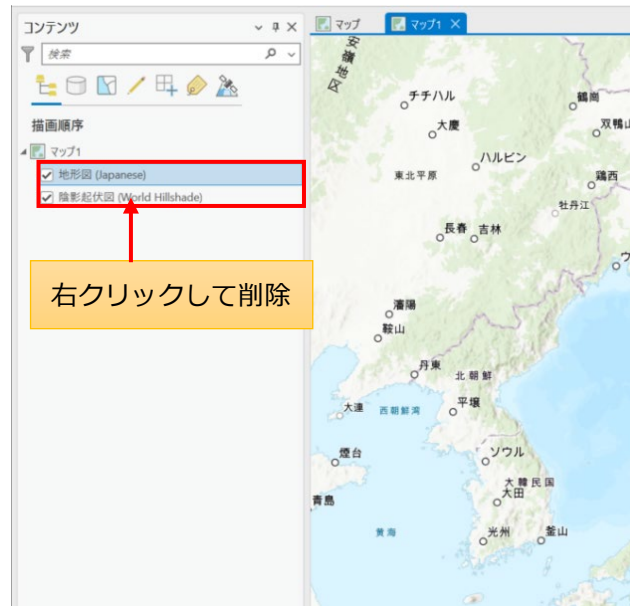 コンテンツ
検索
描画順序
マップ1
地形図 (Japanese)
陰影起伏図 (World Hillshade)
右クリックして削除
マップ
マップ1
安嶺地区
チチハル
鶴崗
大慶
双鴨山
ハルビン
東北平原
鶏西
牡丹江
長春
吉林
ウ
瀋陽
鞍山
丹東
北朝鮮
大連
西朝鮮湾
平壌
煙台
ソウル
大韓民国
大田
青島
黄海
光州
釜山